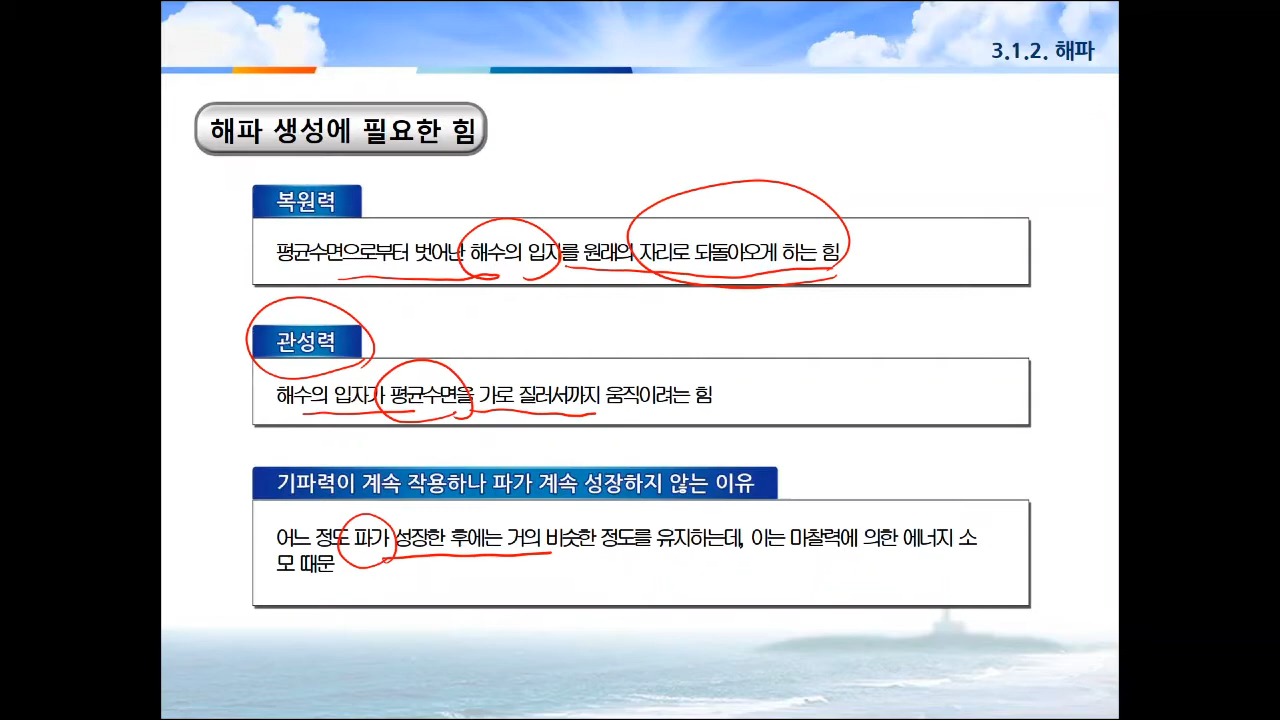 3.1.2. 해파
해파 생성에 필요한 힘
복원력
평균수면으로부터 벗어난 해수의 입자를 원래의 자리로 되돌아오게 하는 힘
관성력
해수의 입자가 평균수면을 가로 질러서까지 움직이려는 힘
기파력이 계속 작용하나 파가 계속 성장하지 않는 이유
어느 정도 파가 성장한 후에는 거의 비슷한 정도를 유지하는데, 이는 마찰력에 의한 에너지 소
모 때문